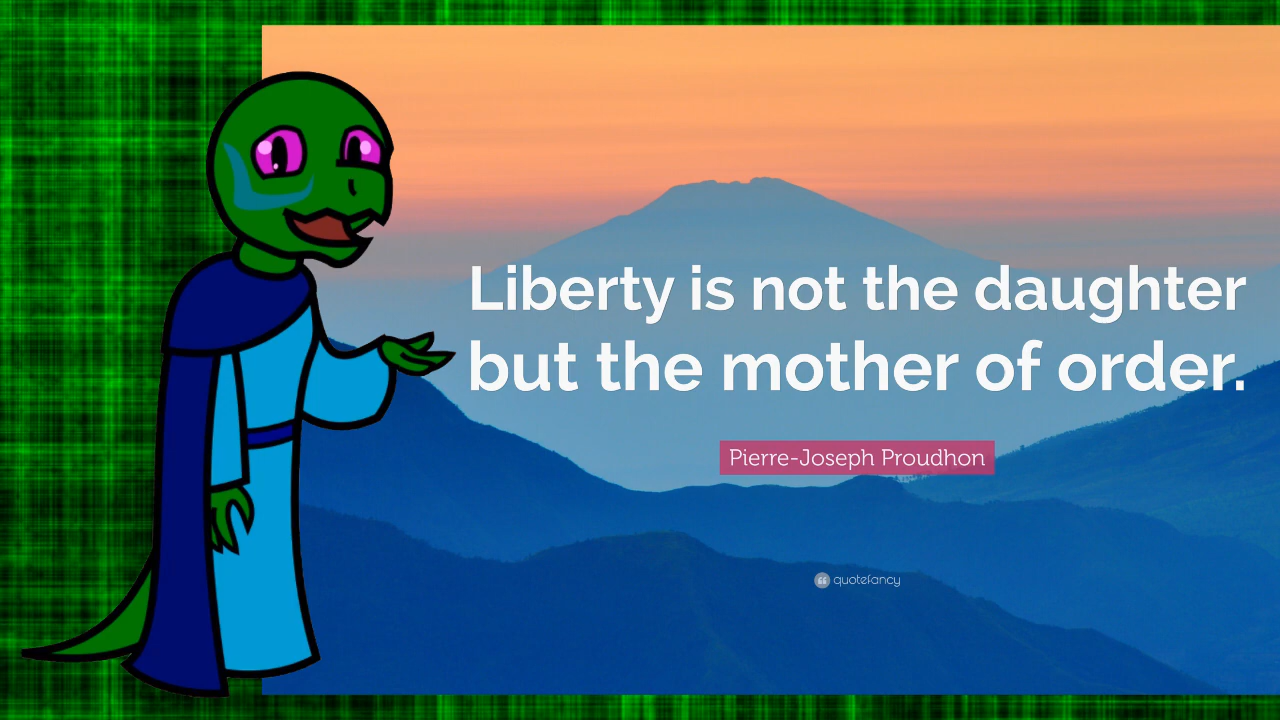 Liberty is not the daughter
but the mother of order.
Pierre-Joseph Proudhon
quotefancy